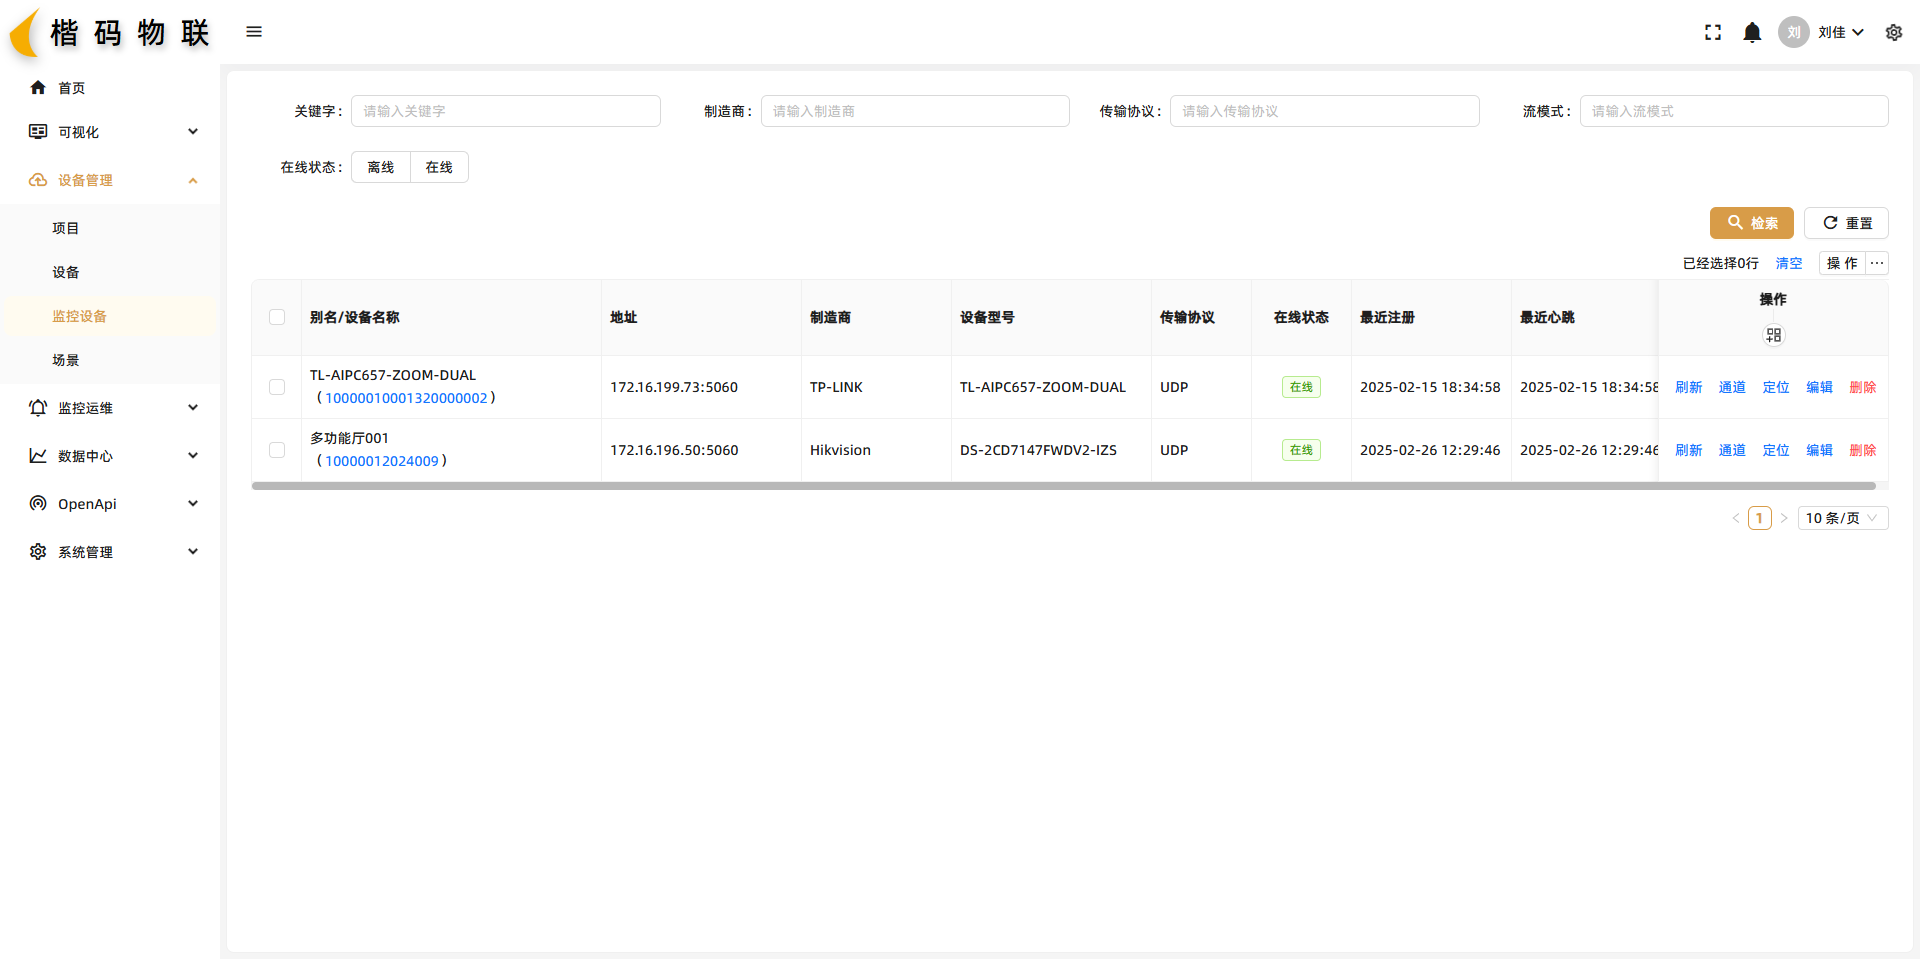 楷码物联
刘 刘佳
首页
可视化
设备管理
项目
设备
监控设备
场景
监控运维
数据中心
OpenApi
系统管理
关键字： 请输入关键字 制造商： 请输入制造商 传输协议： 请输入传输协议 流模式： 请输入流模式
在线状态： 离线 在线
检索 重置
已经选择0行 清空 操 作 ···
别名/设备名称 地址 制造商 设备型号 传输协议 在线状态 最近注册 最近心跳 操作
TL-AIPC657-ZOOM-DUAL
（10000010001320000002） 172.16.199.73:5060 TP-LINK TL-AIPC657-ZOOM-DUAL UDP 在线 2025-02-15 18:34:58 2025-02-15 18:34:58 刷新 通道 定位 编辑 删除
多功能厅001
（10000012024009） 172.16.196.50:5060 Hikvision DS-2CD7147FWDV2-IZS UDP 在线 2025-02-26 12:29:46 2025-02-26 12:29:46 刷新 通道 定位 编辑 删除
< 1 > 10 条/页